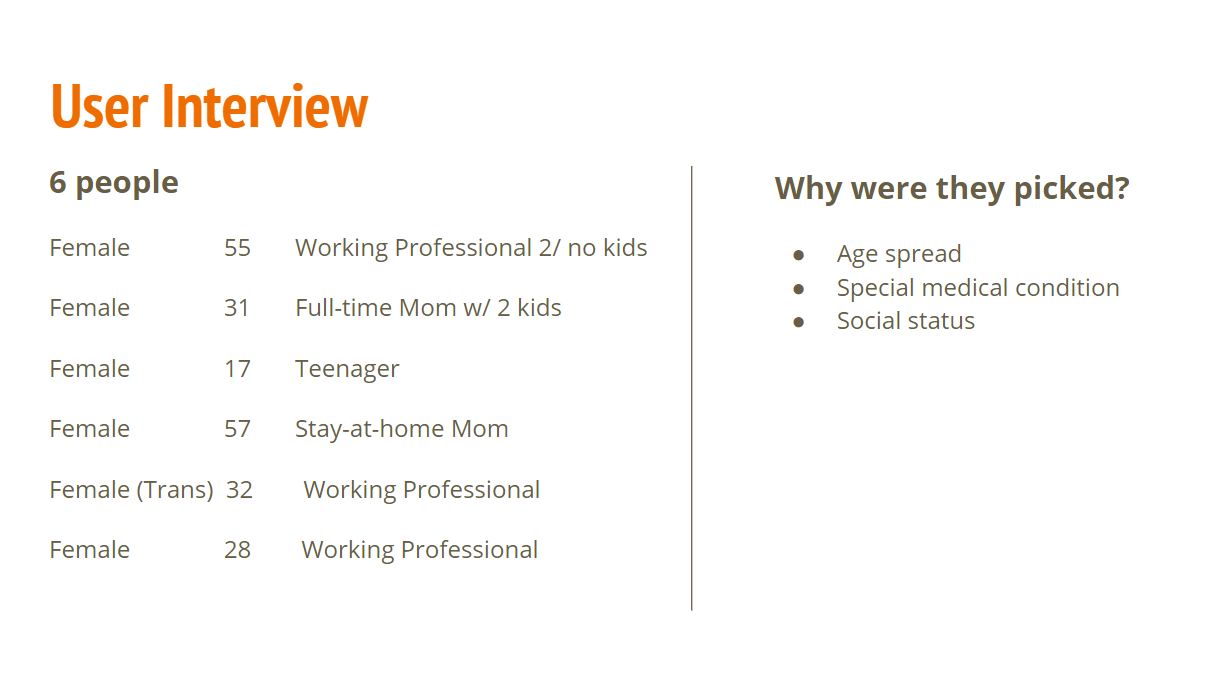 User Interview
6 people
Female 55 Working Professional 2/ no kids
Female 31 Full-time Mom w/ 2 kids
Female 17 Teenager
Female 57 Stay-at-home Mom
Female (Trans) 32 Working Professional
Female 28 Working Professional
Why were they picked?
● Age spread
● Special medical condition
● Social status